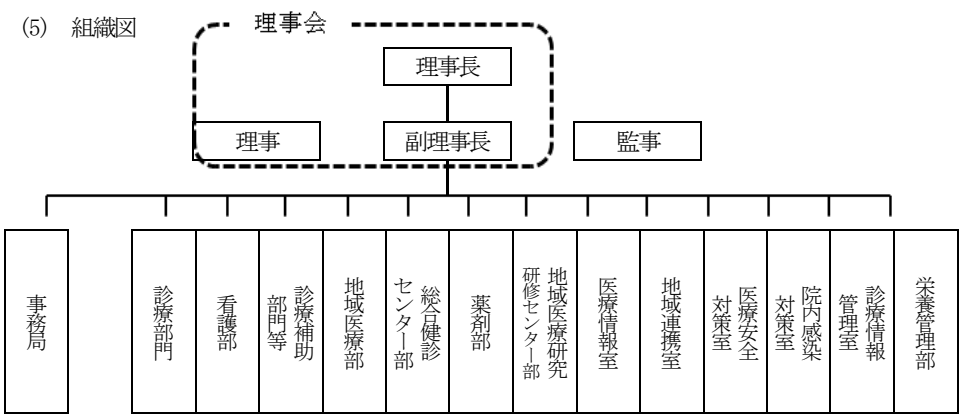 (5) 組織図
理事会
理事長
理事
副理事長
監事
事務局
診療部門
看護部
診療補助
部門等
地域医療部
総合健診
センター部
薬剤部
地域医療研究
研修センター部
医療情報室
地域連携室
医療安全
対策室
院内感染
対策室
診療情報
管理室
栄養管理部